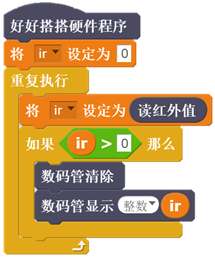 好好搭搭硬件程序
将 ir 设定为 0
重复执行
将 ir 设定为 读红外值
如果 ir > 0 那么
数码管清除
数码管显示 整数 ir